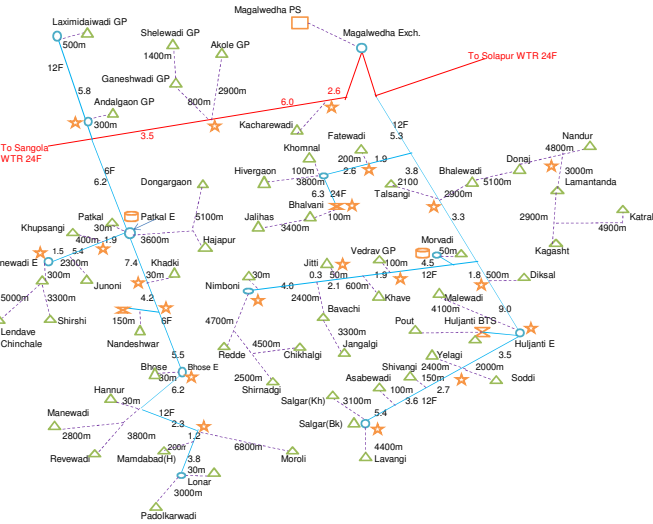 Magalwedha PS
Laximidaiwadi GP
500m
Shelewadi GP
1400m
Akole GP
Magalwedha Exch.
12F
Ganeshwadi GP
To Solapur WTR 24F
5.8
Andalgaon GP
800m
2900m
2.6
6.0
300m
Kacharewadi
12F
5.3
3.5
To Sangola
WTR 24F
Fatewadi
Nandur
4800m
Khomnal
200m
1.9
Donaj
6F
6.2
100m
2.6
3.8
Bhalewadi
3000m
Hivergaon
3800m
5100m
Lamantanda
Dongargaon
6.3
24F
Talsangi
2100
2900m
Bhalvani
100m
2900m
Katral
Patkal
Patkal E
5100m
Jalihas
3400m
3.3
4900m
Khupsangi
30m
400m
1.9
3600m
Hajapur
Morvadi
Kagasht
1.5
5.4
Vedrav GP
50m
newadi E
2300m
7.4
Khadki
Jitti
100m
4.5
300m
30m
30m
0.3
50m
1.9
12F
1.8
500m
Diksal
Junoni
Nimboni
4.0
2.1
600m
5000m
3300m
4.2
2400m
Khave
Malewadi
Shirshi
150m
6F
4700m
Bavachi
4100m
9.0
Lendave
Chinchale
Nandeshwar
3300m
Pout
Huljanti BTS
Redde
4500m
Chikhalgi
Jangalgi
Huljanti E
5.5
Yelagi
3.5
Bhose
Bhose E
Shivangi
2400m
2000m
30m
2500m
Shirnadgi
Asabewadi
150m
Soddi
Hannur
6.2
100m
2.7
30m
Salgar(Kh)
3100m
3.6
12F
Manewadi
12F
5.4
2.3
Salgar(Bk)
2800m
3800m
1.2
4400m
Revewadi
Mamdabad(H)
200m
6800m
Moroli
Lavangi
3.8
30m
Lonar
3000m
Padolkarwadi